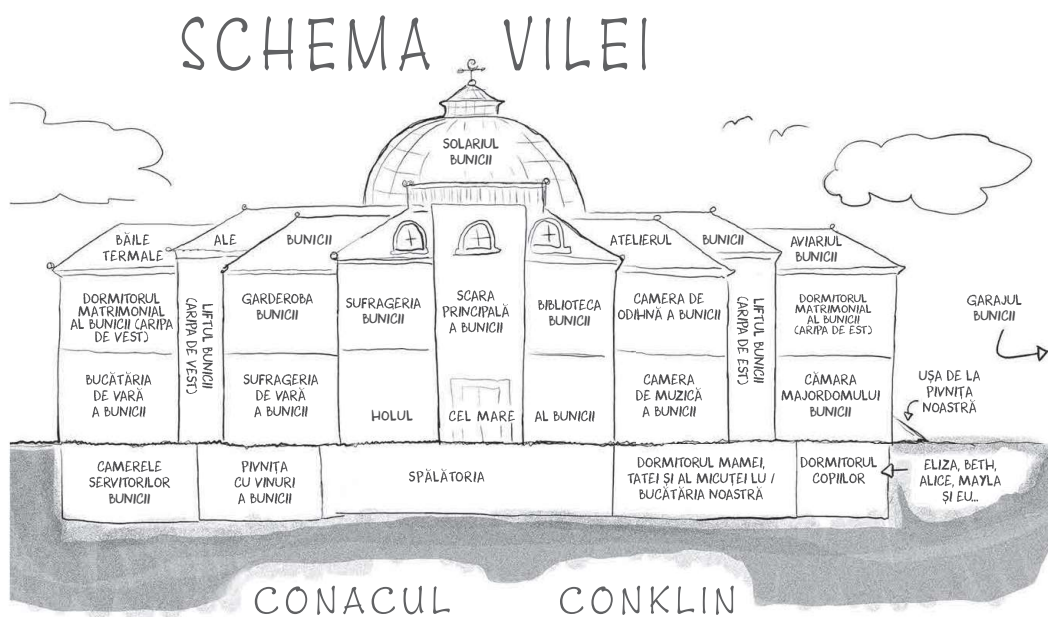 SCHEMA VILEI
SOLARIUL
BUNICII
BĂILE
TERMALE
ALE
BUNICII
ATELIERUL
BUNICII
AVIARIUL
BUNICII
DORMITORUL
MATRIMONIAL
AL BUNICII (ARIPA
DE VEST)
LIFTUL BUNICII
(ARIPA DE VEST)
GARDEROBA
BUNICII
SUFRAGERIA
BUNICII
SCARA
PRINCIPALĂ
A BUNICII
BIBLIOTECA
BUNICII
CAMERA DE
ODIHNĂ A BUNICII
LIFTUL BUNICII
(ARIPA DE EST)
DORMITORUL
MATRIMONIAL
AL BUNICII
(ARIPA DE EST)
GARAJUL
BUNICII
BUCĂTĂRIA
DE VARĂ
A BUNICII
SUFRAGERIA
DE VARĂ
A BUNICII
HOLUL
CEL MARE
AL BUNICII
CAMERA
DE MUZICĂ
A BUNICII
CĂMARA
MAJORDOMULUI
BUNICII
UȘA DE LA
PIVNIȚA
NOASTRĂ
CAMERELE
SERVITORILOR
BUNICII
PIVNIȚA
CU VINURI
A BUNICII
SPĂLĂTORIA
DORMITORUL MAMEI,
TATEI ȘI AL MICUȚEI LU /
BUCĂTĂRIA NOASTRĂ
DORMITORUL
COPIILOR
ELIZA, BETH,
ALICE, MAYLA
ȘI EU...
CONACUL CONKLIN